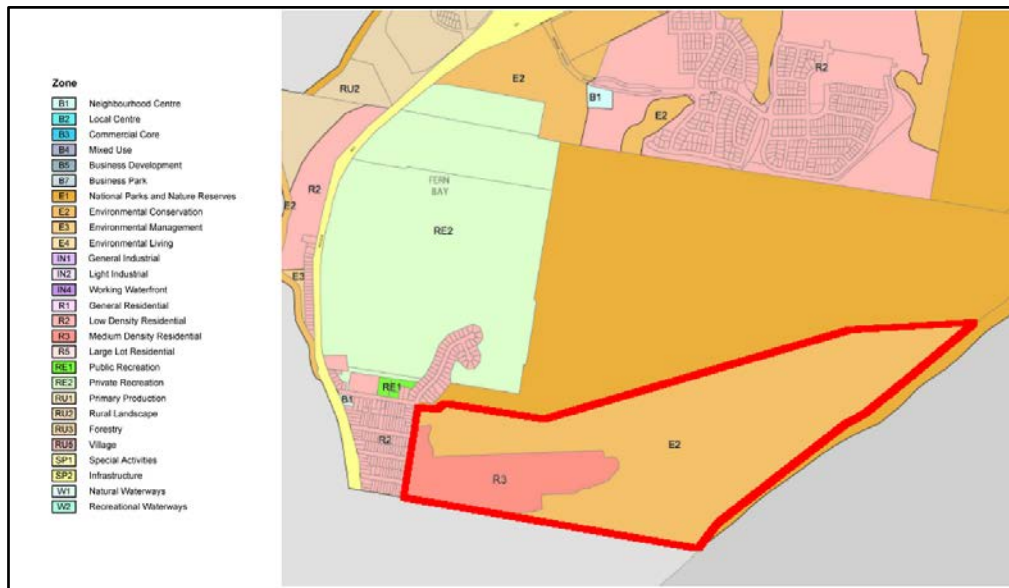 Zone
B1 Neighbourhood Centre
B2 Local Centre
B3 Commercial Core
B4 Mixed Use
B5 Business Development
B7 Business Park
E1 National Parks and Nature Reserves
E2 Environmental Conservation
E3 Environmental Management
E4 Environmental Living
IN1 General Industrial
IN2 Light Industrial
IN4 Working Waterfront
R1 General Residential
R2 Low Density Residential
R3 Medium Density Residential
R5 Large Lot Residential
RE1 Public Recreation
RE2 Private Recreation
RU1 Primary Production
RU2 Rural Landscape
RU3 Forestry
RU5 Village
SP1 Special Activities
SP2 Infrastructure
W1 Natural Waterways
W2 Recreational Waterways
E2
R2
RU2
B1
E2
R2
FERN
BAY
E2
RE2
E3
RE1
B1
R2
E2
R3